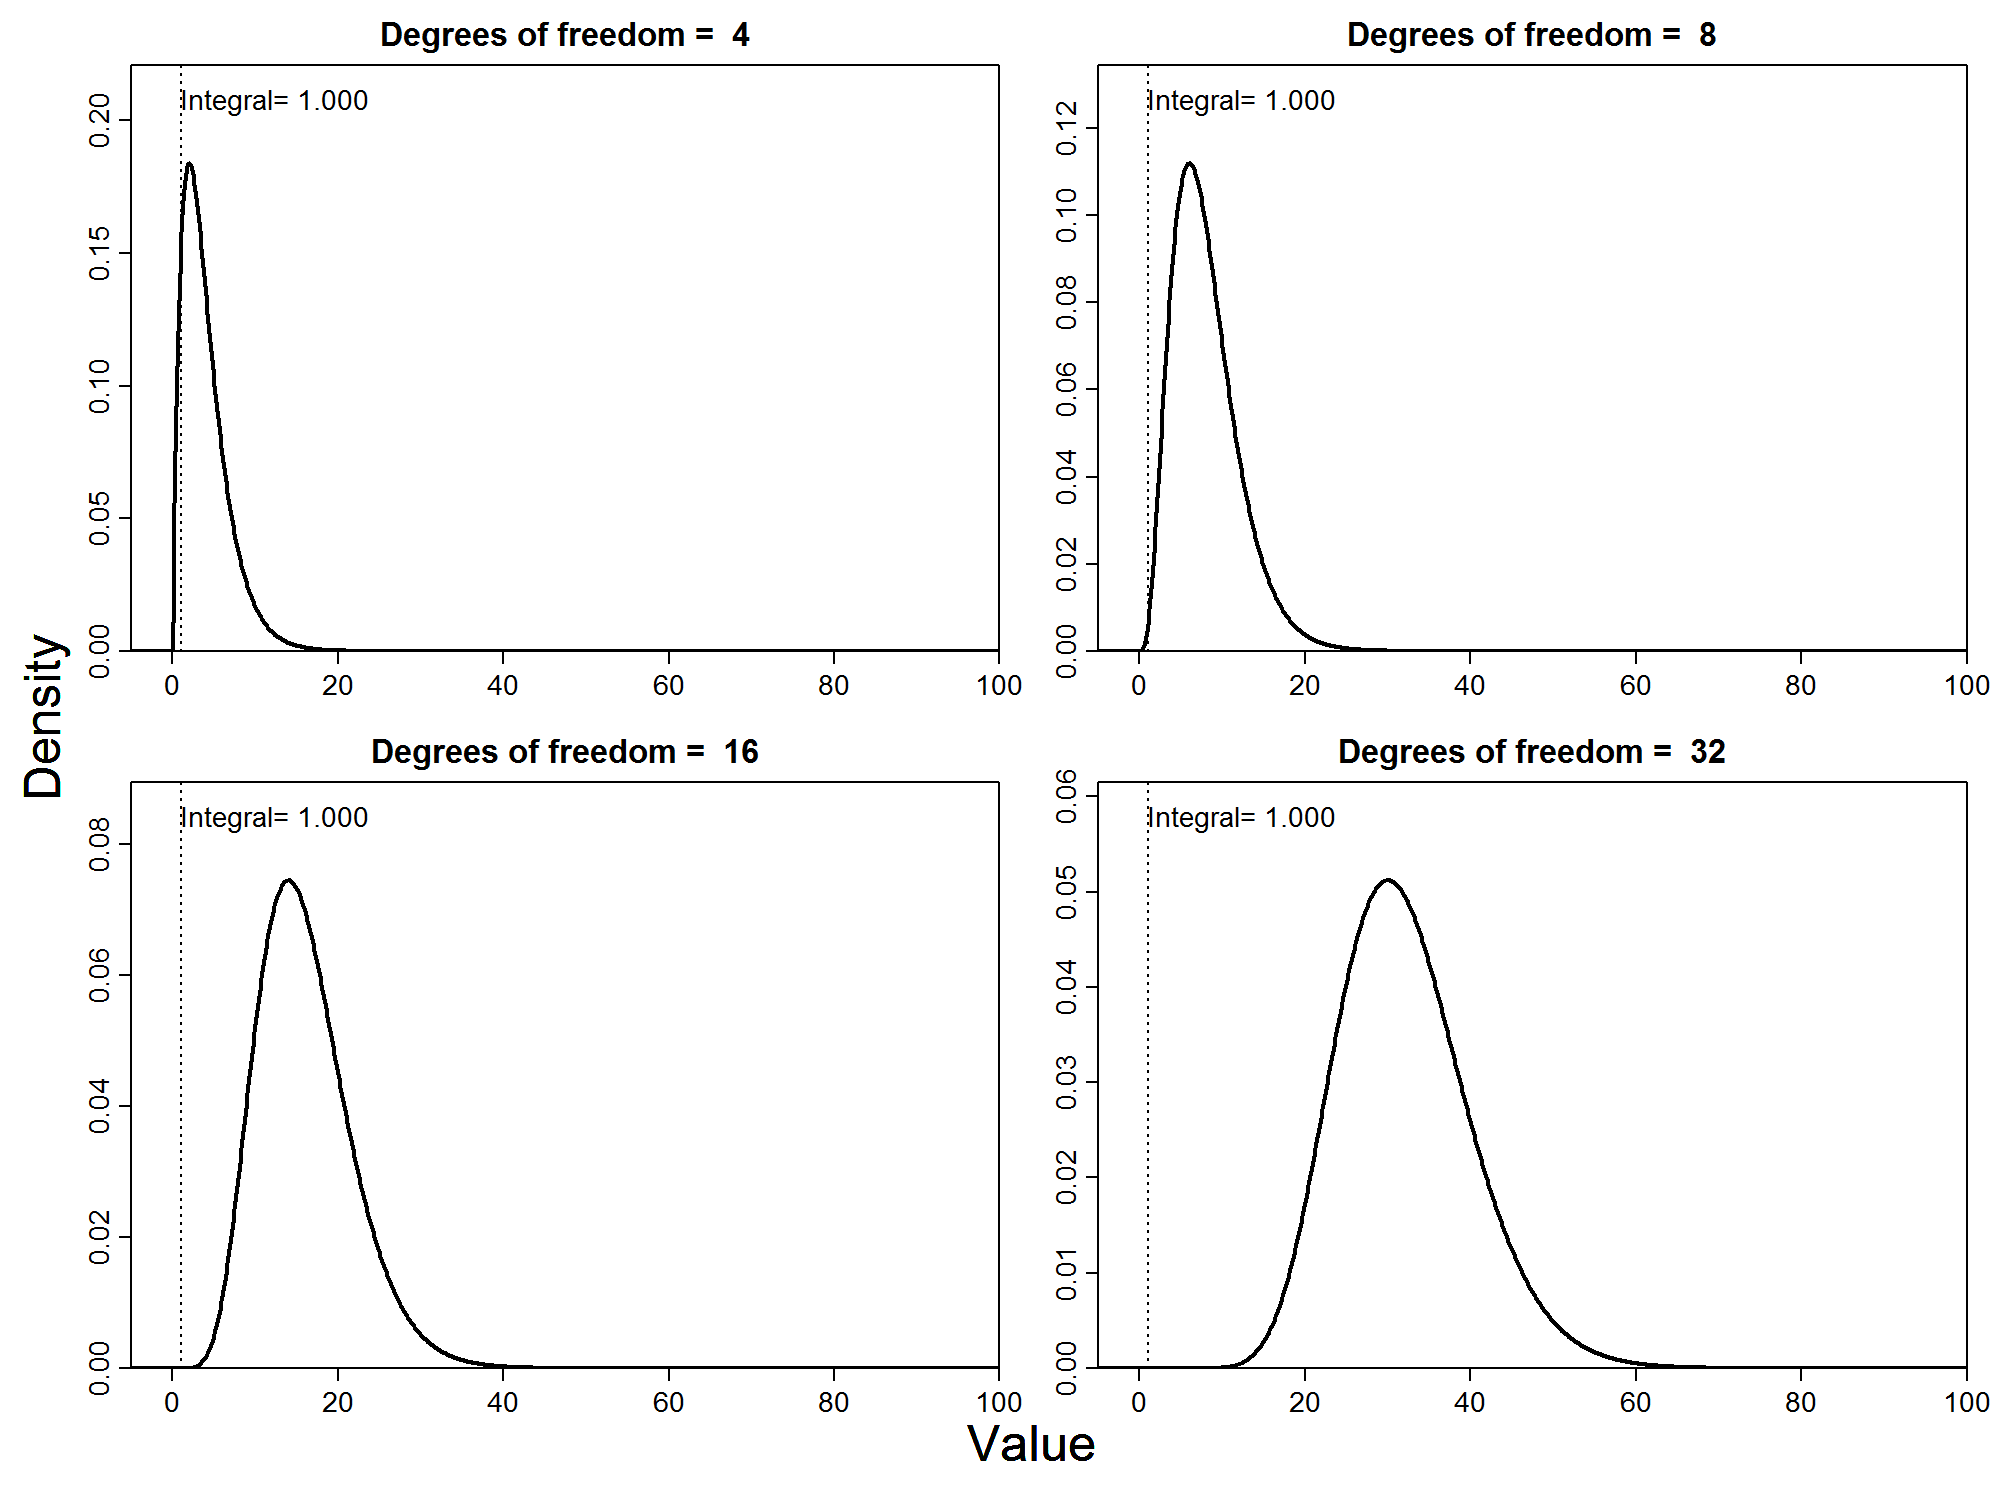 Degrees of freedom =  4
Integral= 1.000
0.20
0.15
0.10
0.05
0.00
0 20 40 60 80 100
Degrees of freedom =  8
Integral= 1.000
0.12
0.10
0.08
0.06
0.04
0.02
0.00
0 20 40 60 80 100
Density
Degrees of freedom =  16
Integral= 1.000
0.08
0.06
0.04
0.02
0.00
0 20 40 60 80 100
Degrees of freedom =  32
Integral= 1.000
0.06
0.05
0.04
0.03
0.02
0.01
0.00
0 20 40 60 80 100
Value